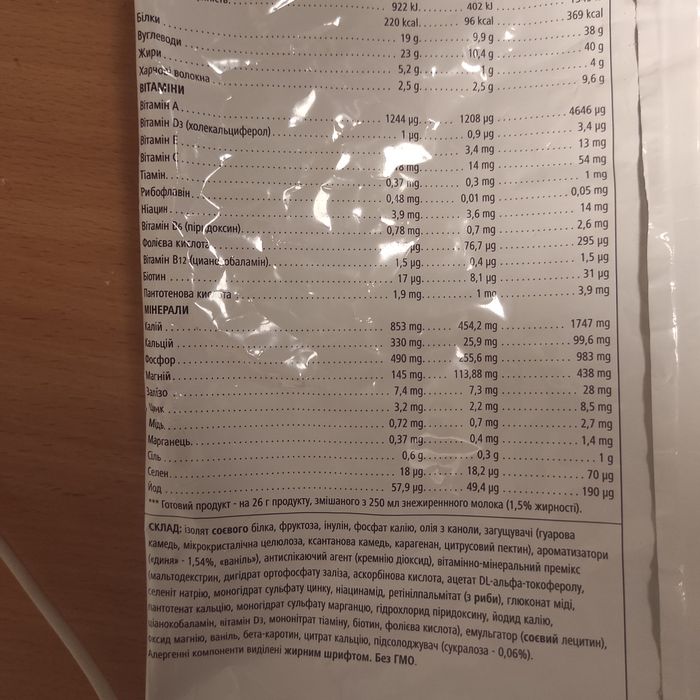 922 kJ. 402 kJ
Білки 220 kcal. 96 kcal 369 kcal
Вуглеводи 19 g. 9,9 g 38 g
Жири 23 g. 10,4 g 40 g
Харчові волокна 5,2 g. 1g 4 g
ВІТАМІНИ 2,5 g. 2,5 g 9,6 g
Вітамін A
Вітамін D3 (холекальциферол) 1244 µg. 1208 µg 4646 µg
Вітамін E 1 µg. 0,9 µg 3,4 µg
Вітамін C 3,4 mg 13 mg
Тіамін mg. 14 mg 54 mg
Рибофлавін 0,37 mg. 0,3 mg 1 mg
Ніацин 0,48 mg. 0,01 mg 0,05 mg
Вітамін B6 (піридоксин) 3,9 mg. 3,6 mg 14 mg
Фолієва кислота 0,78 mg. 0,7 mg 2,6 mg
Вітамін B12 (цианокобаламін). µg. 76,7 µg 295 µg
Біотин 1,5 µg. 0,4 µg 1,5 µg
Пантотенова кислота 17 µg. 8,1 µg 31 µg
1,9 mg. 1 mg 3,9 mg
МІНЕРАЛИ
Калій 853 mg. 454,2 mg 1747 mg
Кальцій 330 mg. 25,9 mg 99,6 mg
Фосфор 490 mg. 255,6 mg 983 mg
Магній 145 mg. 113,88 mg 438 mg
Залізо 7,4 mg. 7,3 mg 28 mg
Цинк 3,2 mg. 2,2 mg 8,5 mg
Мідь 0,72 mg. 0,7 mg 2,7 mg
Марганець 0,37 mg. 0,4 mg 1,4 mg
Сіль 0,6 g. 0,3 g 1 g
Селен 18 µg. 18,2 µg 70 µg
Йод 57,9 µg. 49,4 µg 190 µg
*** Готовий продукт - на 26 г продукту, змішаного з 250 мл знежиренного молока (1,5% жирності).
СКЛАД: ізолят соєвого білка, фруктоза, інулін, фосфат калію, олія з каноли, загущувачі (гуарова
камедь, мікрокристалічна целюлоза, ксантанова камедь, карагенан, цитрусовий пектин), ароматизатори
(«диня» - 1,54%, «ваніль»), антиспікаючий агент (кремнію діоксид), вітамінно-мінеральний премікс
(мальтодекстрин, дигідрат ортофосфату заліза, аскорбінова кислота, ацетат DL-альфа-токоферолу,
селеніт натрію, моногідрат сульфату цинку, ніацинамід, ретинілпальмітат (з риби), глюконат міді,
пантотенат кальцію, моногідрат сульфату марганцю, гідрохлорид піридоксину, йодид калію,
ціанокобаламін, вітамін D3, мононітрат тіаміну, біотин, фолієва кислота), емульгатор (соєвий лецитин),
оксид магнію, ваніль, бета-каротин, цитрат кальцію, підсолоджувач (сукралоза - 0,06%).
Алергенні компоненти виділені жирним шрифтом. Без ГМО.